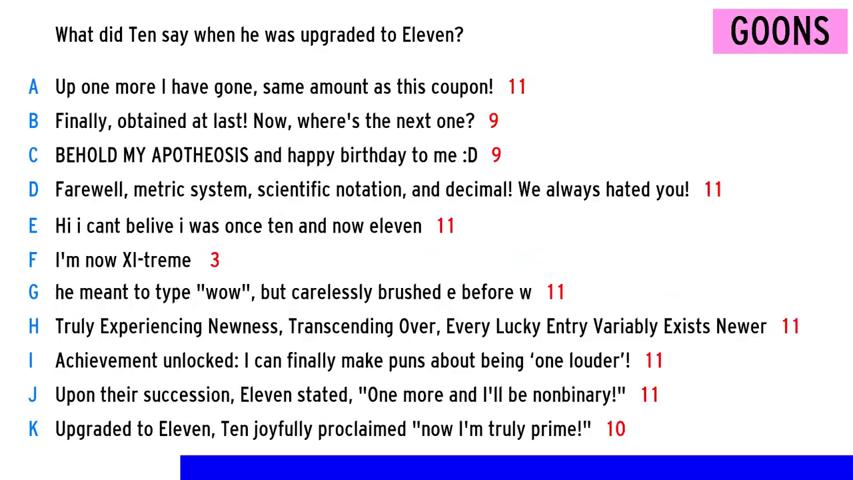 What did Ten say when he was upgraded to Eleven?
GOONS
A Up one more I have gone, same amount as this coupon! 11
B Finally, obtained at last! Now, where's the next one? 9
C BEHOLD MY APOTHEOSIS and happy birthday to me :D 9
D Farewell, metric system, scientific notation, and decimal! We always hated you! 11
E Hi i cant belive i was once ten and now eleven 11
F I'm now XI-treme 3
G he meant to type "wow", but carelessly brushed e before w 11
H Truly Experiencing Newness, Transcending Over, Every Lucky Entry Variably Exists Newer 11
I Achievement unlocked: I can finally make puns about being ‘one louder’! 11
J Upon their succession, Eleven stated, "One more and I'll be nonbinary!" 11
K Upgraded to Eleven, Ten joyfully proclaimed "now I'm truly prime!" 10